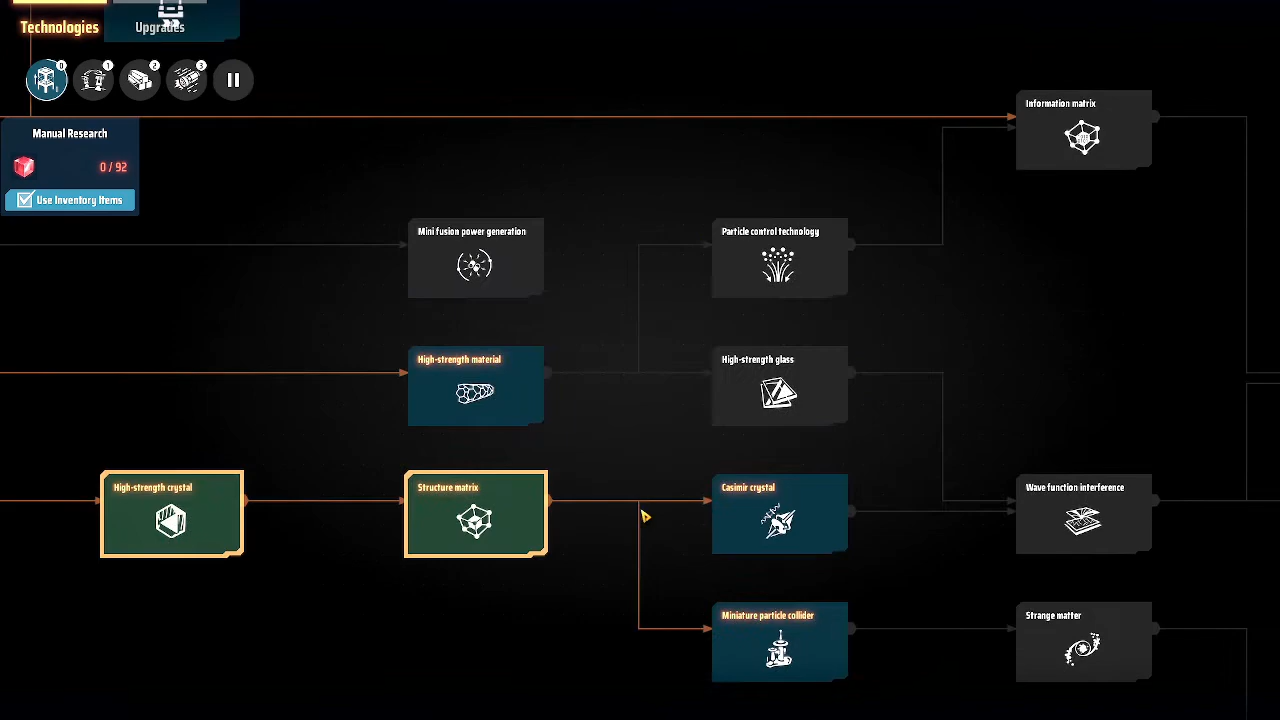 Technologies
Upgrades
0
1
2
3
Manual Research
0 / 92
Use Inventory Items
Information matrix
Mini fusion power generation
Particle control technology
High-strength material
High-strength glass
High-strength crystal
Structure matrix
Casimir crystal
Wave function interference
Miniature particle collider
Strange matter